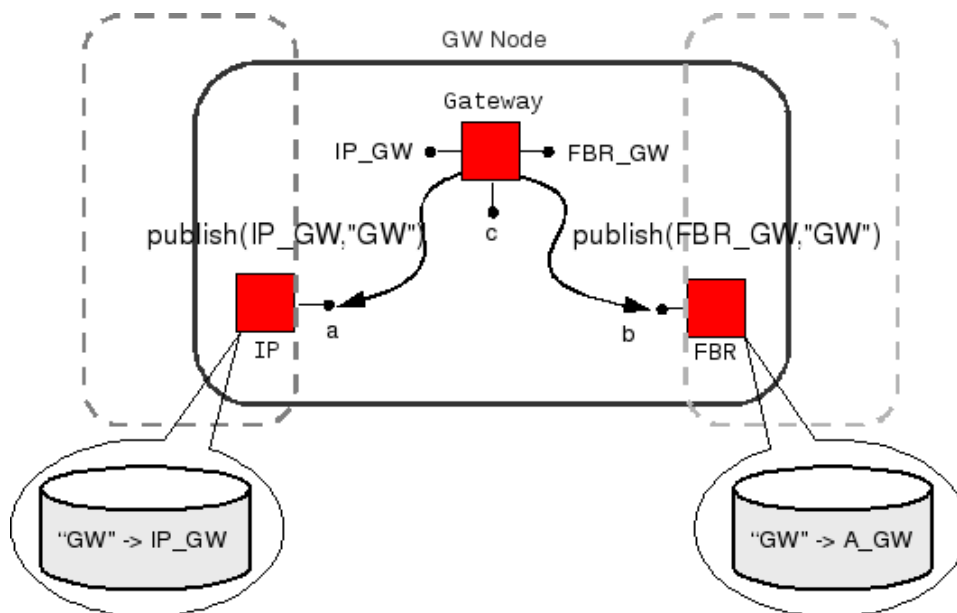 GW Node
Gateway
IP_GW
FBR_GW
c
publish(IP_GW,"GW")
publish(FBR_GW,"GW")
a
b
IP
FBR
“GW" -> IP_GW
“GW" -> A_GW